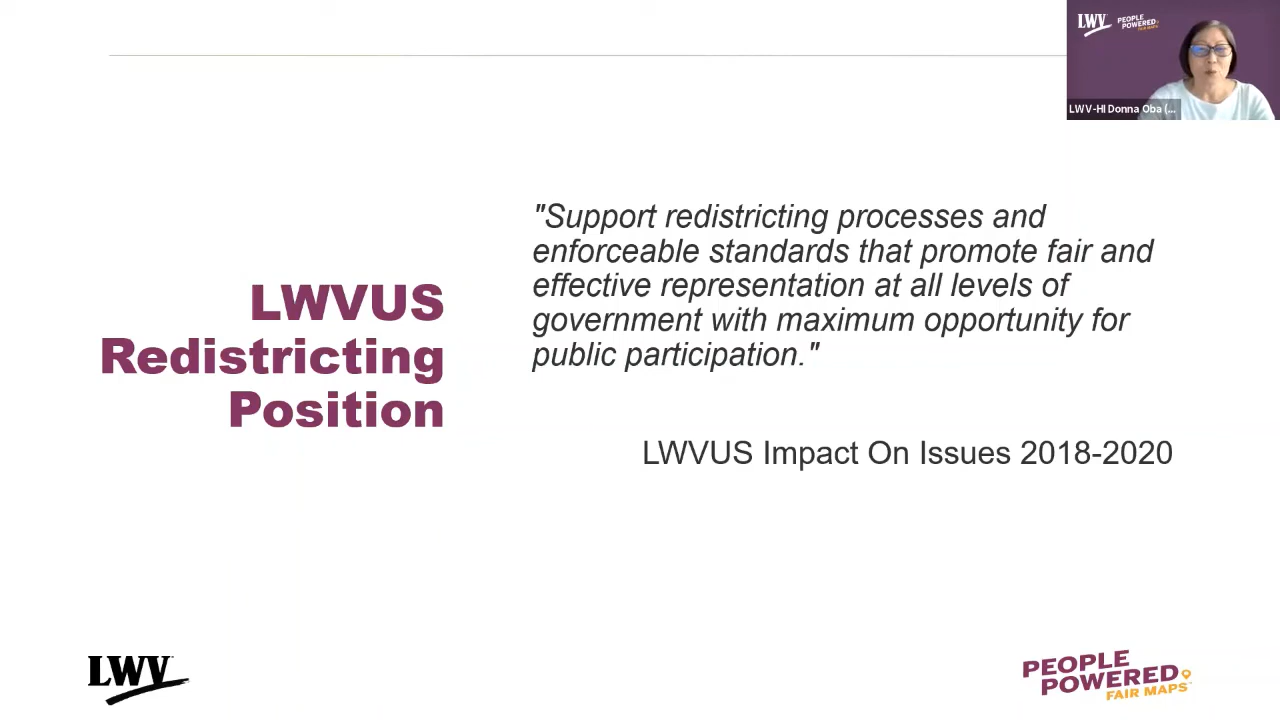 LWV PEOPLE
POWERED
FAIR MAPS
LWV-HI Donna Oba (...
"Support redistricting processes and
enforceable standards that promote fair and
effective representation at all levels of
government with maximum opportunity for
public participation."
LWVUS
Redistricting
Position
LWVUS Impact On Issues 2018-2020
LWV
PEOPLE
POWERED
FAIR MAPS